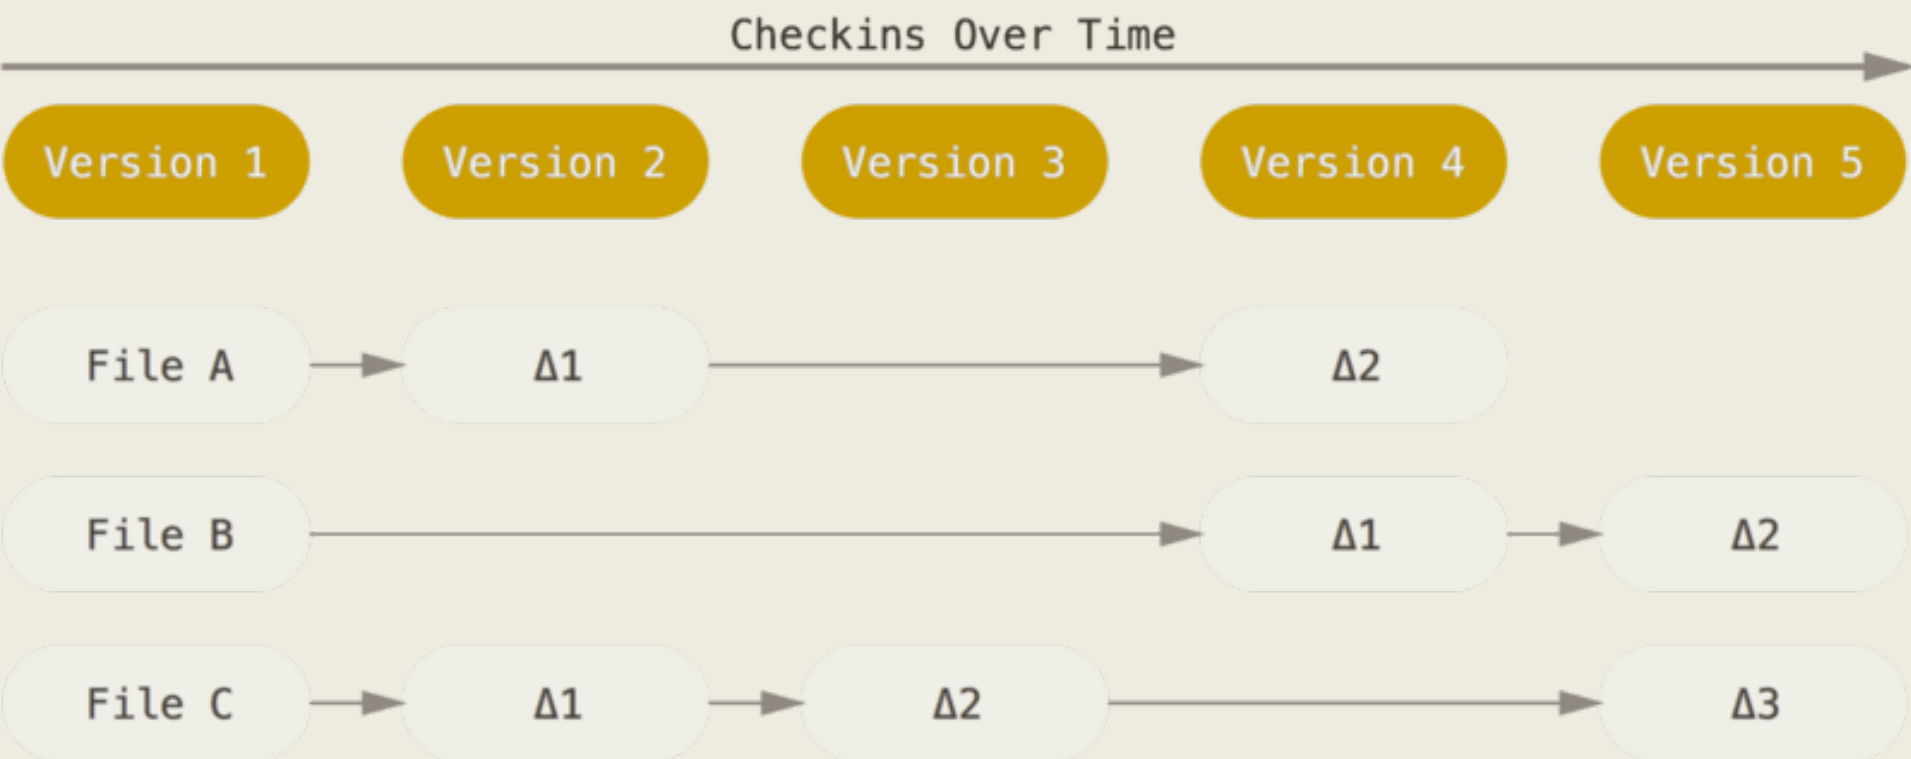 Checkins Over Time
Version 1 Version 2 Version 3 Version 4 Version 5
File A Δ1 Δ2
File B Δ1 Δ2
File C Δ1 Δ2 Δ3